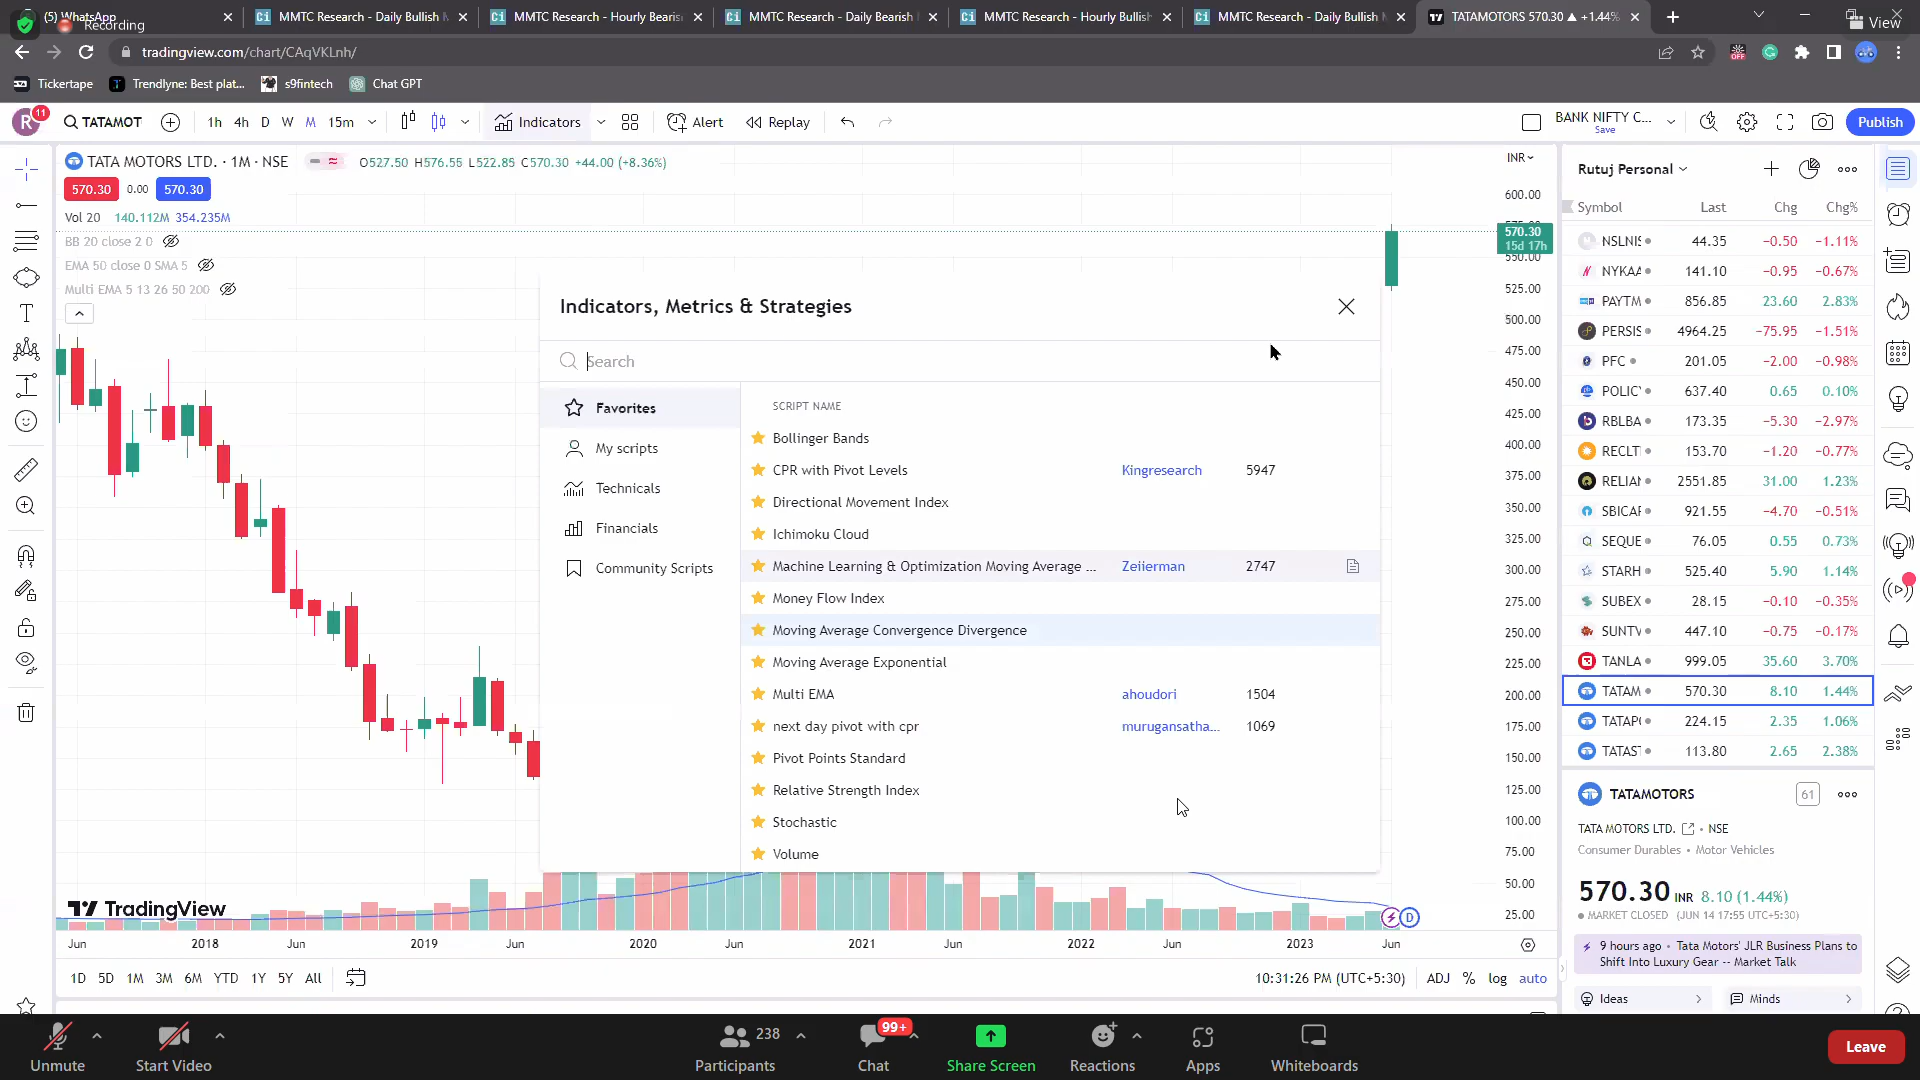 (5) WhatsApp
MMTC Research - Daily Bullish
MMTC Research - Hourly Bearis
MMTC Research - Daily Bearish
MMTC Research - Hourly Bullish
MMTC Research - Daily Bullish
TATAMOTORS 570.30 ▲ +1.44%
Recording
View
tradingview.com/chart/CAqVKLnh/
Tickertape
Trendlyne: Best plat...
s9fintech
Chat GPT
R 11
TATAMOT
1h 4h D W M 15m
Indicators
Alert
Replay
BANK NIFTY C...
Save
Publish
TATA MOTORS LTD. · 1M · NSE
O527.50 H576.55 L522.85 C570.30 +44.00 (+8.36%)
570.30 0.00 570.30
Vol 20 140.112M 354.235M
BB 20 close 2 0
EMA 50 close 0 SMA 5
Multi EMA 5 13 26 50 200
INR
600.00
570.30
15d 17h
550.00
525.00
500.00
475.00
450.00
425.00
400.00
375.00
350.00
325.00
300.00
275.00
250.00
225.00
200.00
175.00
150.00
125.00
100.00
75.00
50.00
25.00
Indicators, Metrics & Strategies
Search
Favorites
My scripts
Technicals
Financials
Community Scripts
SCRIPT NAME
Bollinger Bands
CPR with Pivot Levels Kingresearch 5947
Directional Movement Index
Ichimoku Cloud
Machine Learning & Optimization Moving Average ... Zeiierman 2747
Money Flow Index
Moving Average Convergence Divergence
Moving Average Exponential
Multi EMA ahoudori 1504
next day pivot with cpr murugansatha... 1069
Pivot Points Standard
Relative Strength Index
Stochastic
Volume
TradingView
D
Jun 2018 Jun 2019 Jun 2020 Jun 2021 Jun 2022 Jun 2023 Jun
1D 5D 1M 3M 6M YTD 1Y 5Y All
10:31:26 PM (UTC+5:30) ADJ % log auto
Rutuj Personal
Symbol Last Chg Chg%
NSLNIS 44.35 −0.50 −1.11%
NYKAA 141.10 −0.95 −0.67%
PAYTM 856.85 23.60 2.83%
PERSIS 4964.25 −75.95 −1.51%
PFC 201.05 −2.00 −0.98%
POLIC 637.40 0.65 0.10%
RBLBA 173.35 −5.30 −2.97%
RECLT 153.70 −1.20 −0.77%
RELIAN 2551.85 31.00 1.23%
SBICAR 921.55 −4.70 −0.51%
SEQUE 76.05 0.55 0.73%
STARH 525.40 5.90 1.14%
SUBEX 28.15 −0.10 −0.35%
SUNTV 447.10 −0.75 −0.17%
TANLA 999.05 35.60 3.70%
TATAM 570.30 8.10 1.44%
TATAP 224.15 2.35 1.06%
TATAST 113.80 2.65 2.38%
TATAMOTORS 61
TATA MOTORS LTD. • NSE
Consumer Durables • Motor Vehicles
570.30 INR 8.10 (1.44%)
MARKET CLOSED (JUN 14 17:55 UTC+5:30)
9 hours ago • Tata Motors' JLR Business Plans to
Shift Into Luxury Gear -- Market Talk
Ideas
Minds
Unmute
Start Video
238
Participants
99+
Chat
Share Screen
Reactions
Apps
Whiteboards
Leave